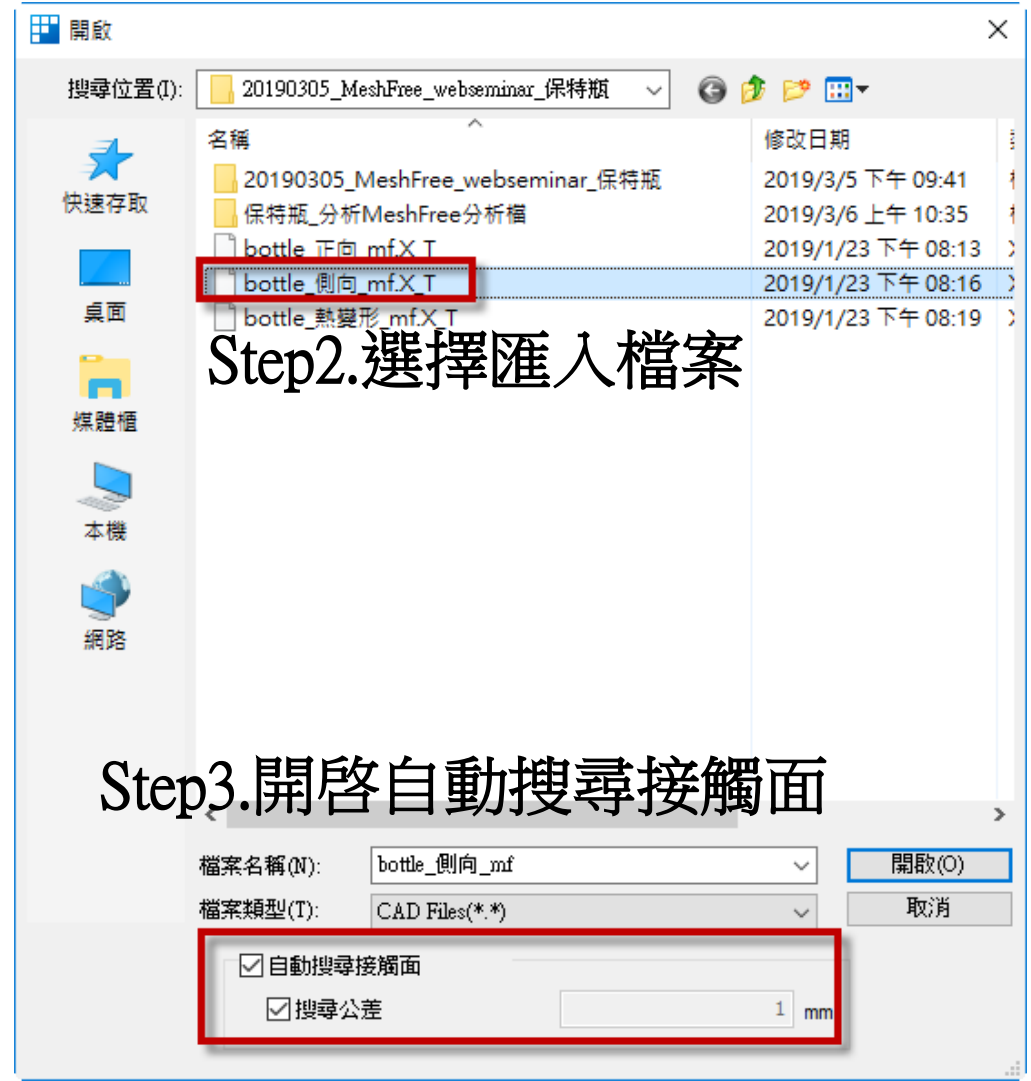 開啟
搜尋位置(I): 20190305_MeshFree_webseminar_保特瓶
名稱 修改日期
20190305_MeshFree_webseminar_保特瓶 2019/3/5 下午 09:41
保特瓶_分析MeshFree分析檔 2019/3/6 上午 10:35
bottle_正向_mf.X_T 2019/1/23 下午 08:13
bottle_側向_mf.X_T 2019/1/23 下午 08:16
bottle_熱變形_mf.X_T 2019/1/23 下午 08:19
快速存取
桌面
媒體櫃
本機
網路
Step2.選擇匯入檔案
Step3.開啓自動搜尋接觸面
檔案名稱(N): bottle_側向_mf 開啟(O)
檔案類型(T): CAD Files(*.*) 取消
自動搜尋接觸面
搜尋公差 1 mm